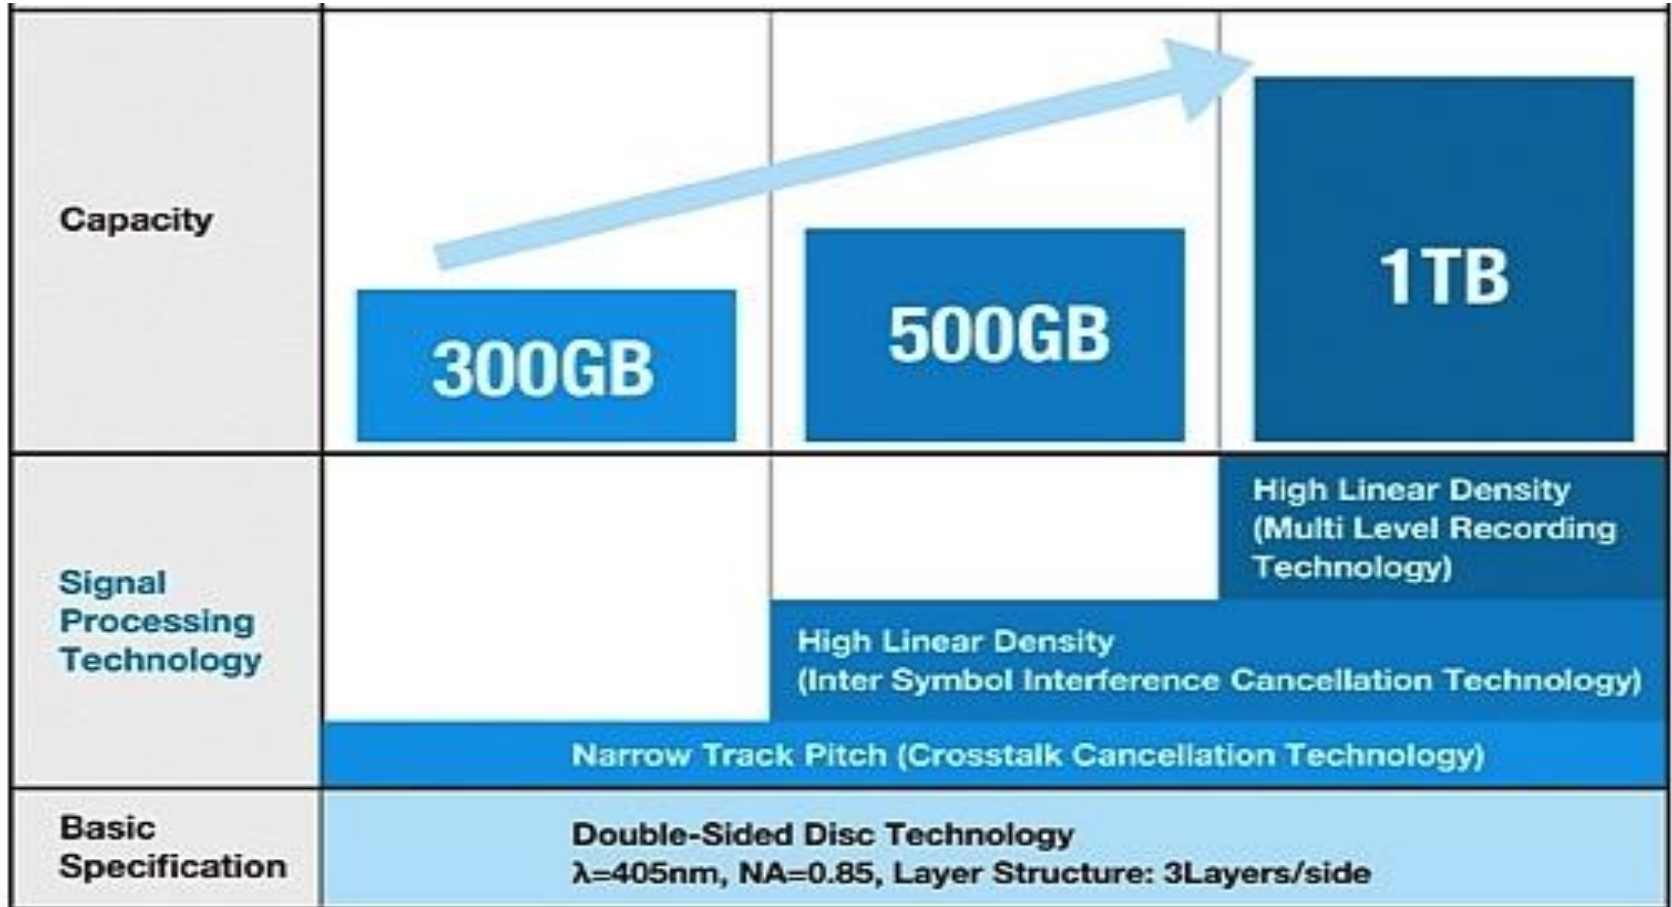 Capacity
300GB
500GB
1TB
Signal
Processing
Technology
High Linear Density
(Multi Level Recording
Technology)
High Linear Density
(Inter Symbol Interference Cancellation Technology)
Narrow Track Pitch (Crosstalk Cancellation Technology)
Basic
Specification
Double-Sided Disc Technology
λ=405nm, NA=0.85, Layer Structure: 3Layers/side